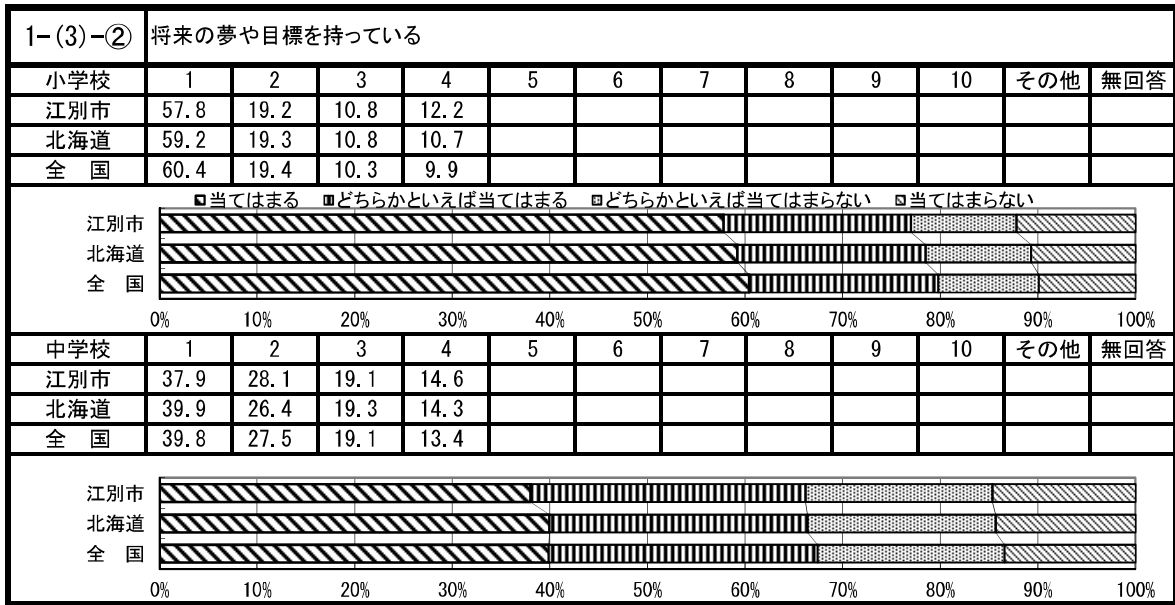 1-(3)-② 将来の夢や目標を持っている
小学校 1 2 3 4 5 6 7 8 9 10 その他 無回答
江別市 57.8 19.2 10.8 12.2
北海道 59.2 19.3 10.8 10.7
全 国 60.4 19.4 10.3 9.9
当てはまる どちらかといえば当てはまる どちらかといえば当てはまらない 当てはまらない
江別市
北海道
全 国
0% 10% 20% 30% 40% 50% 60% 70% 80% 90% 100%
中学校 1 2 3 4 5 6 7 8 9 10 その他 無回答
江別市 37.9 28.1 19.1 14.6
北海道 39.9 26.4 19.3 14.3
全 国 39.8 27.5 19.1 13.4
江別市
北海道
全 国
0% 10% 20% 30% 40% 50% 60% 70% 80% 90% 100%